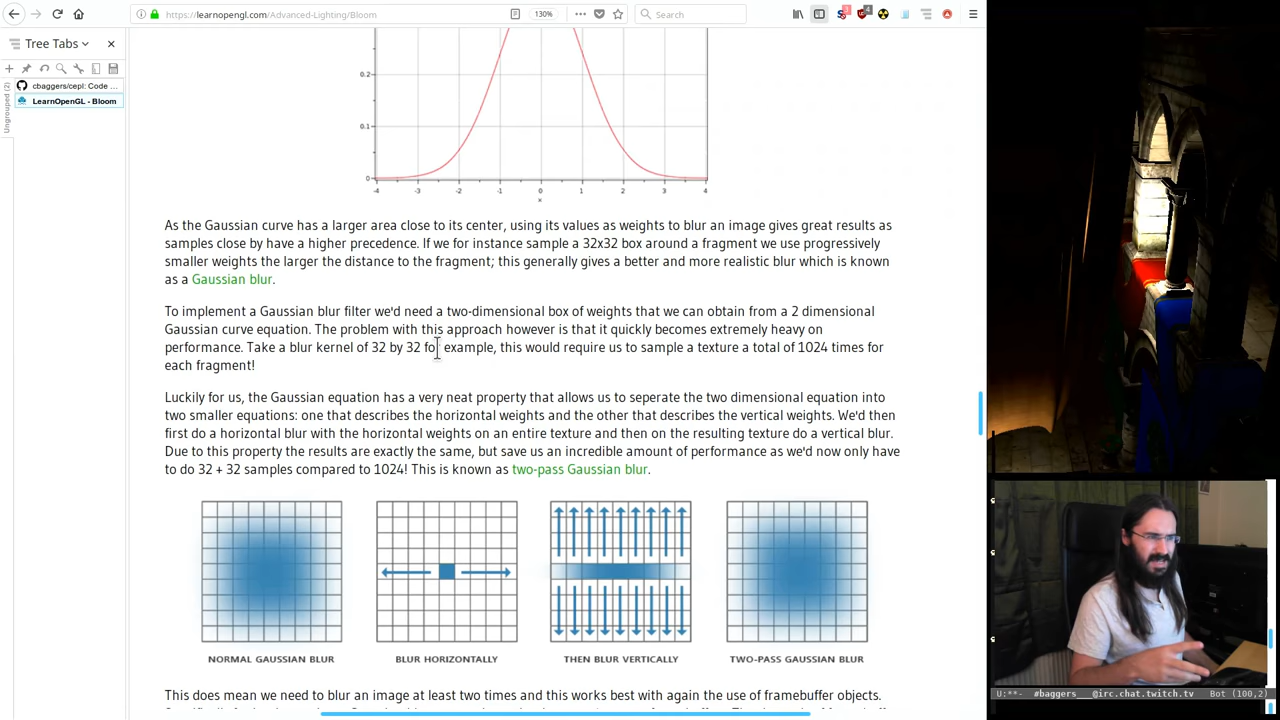 https://learnopengl.com/Advanced-Lighting/Bloom
130%
Search
Tree Tabs
Ungrouped (2)
cbaggers/cepl: Code ...
LearnOpenGL - Bloom
0.2
0.1
0
-4 -3 -2 -1 0 1 2 3 4
x
As the Gaussian curve has a larger area close to its center, using its values as weights to blur an image gives great results as
samples close by have a higher precedence. If we for instance sample a 32x32 box around a fragment we use progressively
smaller weights the larger the distance to the fragment; this generally gives a better and more realistic blur which is known
as a Gaussian blur.
To implement a Gaussian blur filter we'd need a two-dimensional box of weights that we can obtain from a 2 dimensional
Gaussian curve equation. The problem with this approach however is that it quickly becomes extremely heavy on
performance. Take a blur kernel of 32 by 32 for example, this would require us to sample a texture a total of 1024 times for
each fragment!
Luckily for us, the Gaussian equation has a very neat property that allows us to seperate the two dimensional equation into
two smaller equations: one that describes the horizontal weights and the other that describes the vertical weights. We'd then
first do a horizontal blur with the horizontal weights on an entire texture and then on the resulting texture do a vertical blur.
Due to this property the results are exactly the same, but save us an incredible amount of performance as we'd now only have
to do 32 + 32 samples compared to 1024! This is known as two-pass Gaussian blur.
NORMAL GAUSSIAN BLUR
BLUR HORIZONTALLY
THEN BLUR VERTICALLY
TWO-PASS GAUSSIAN BLUR
This does mean we need to blur an image at least two times and this works best with again the use of framebuffer objects.
U:**- #baggers___@irc.chat.twitch.tv Bot (100,2)